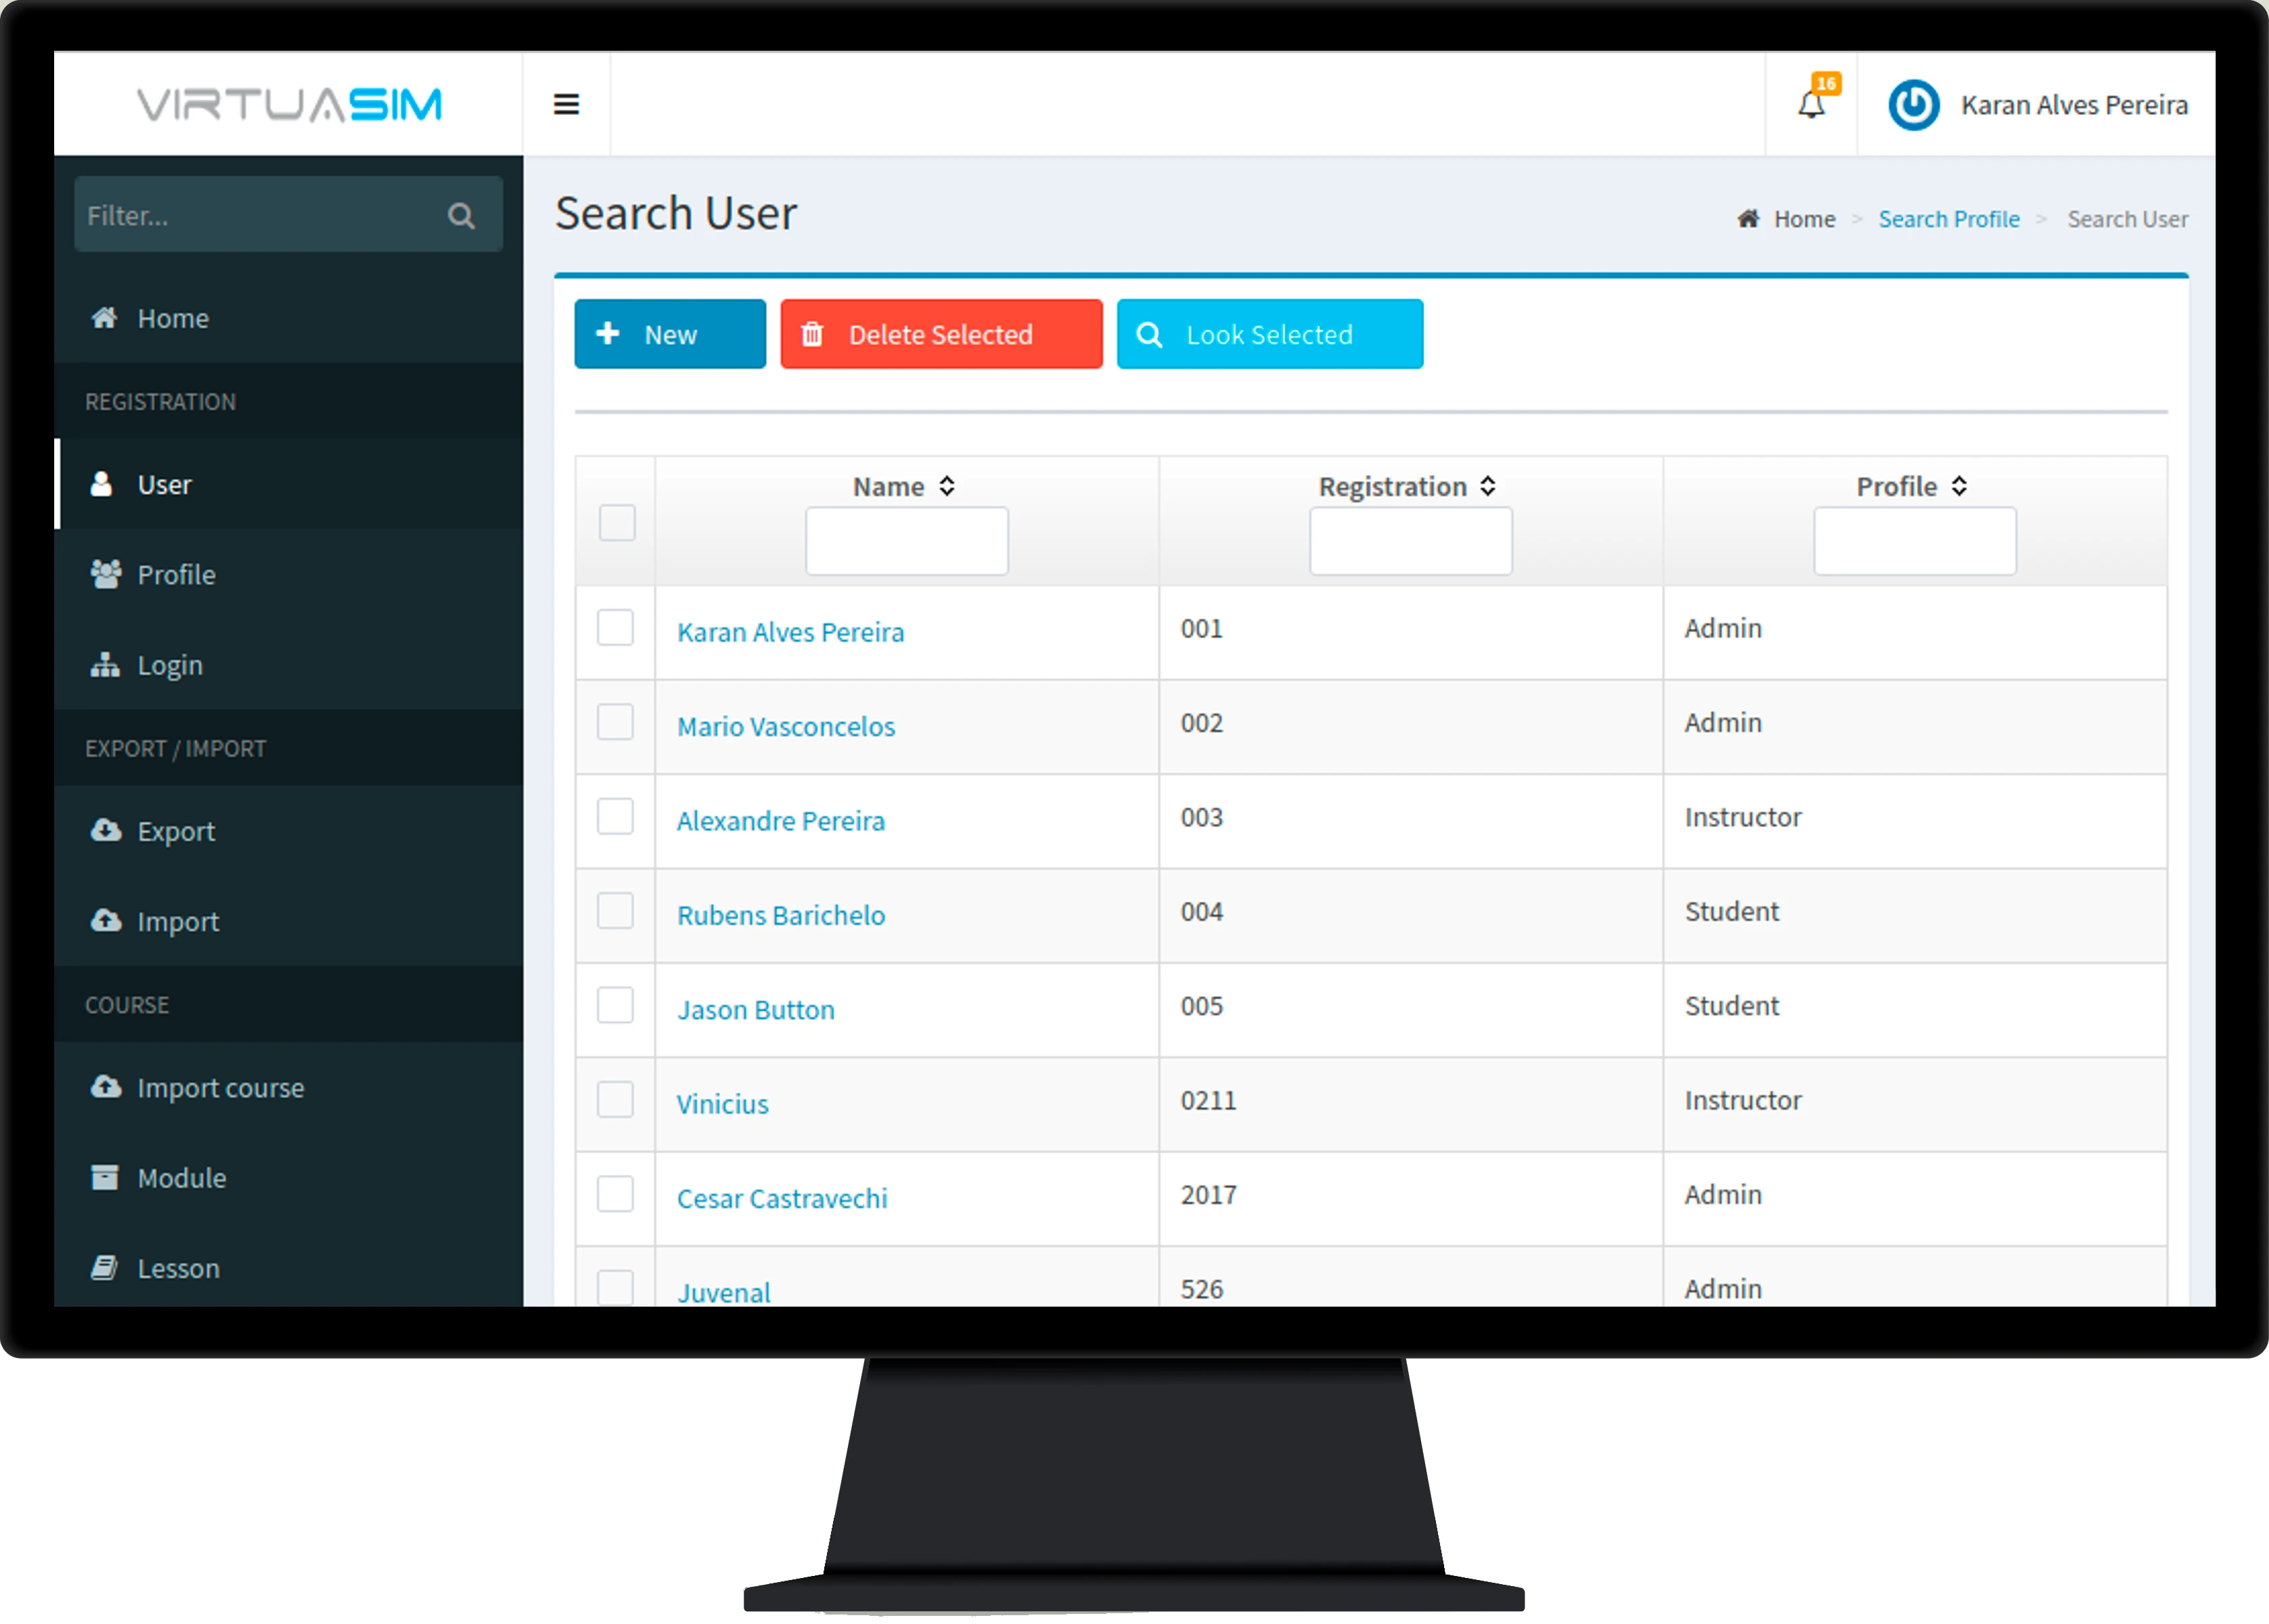 VIRTUASIM
16
Karan Alves Pereira
Filter...
Home
REGISTRATION
User
Profile
Login
EXPORT / IMPORT
Export
Import
COURSE
Import course
Module
Lesson
Search User
Home > Search Profile > Search User
New Delete Selected Look Selected
Name Registration Profile
Karan Alves Pereira 001 Admin
Mario Vasconcelos 002 Admin
Alexandre Pereira 003 Instructor
Rubens Barichelo 004 Student
Jason Button 005 Student
Vinicius 0211 Instructor
Cesar Castravechi 2017 Admin
Juvenal 526 Admin